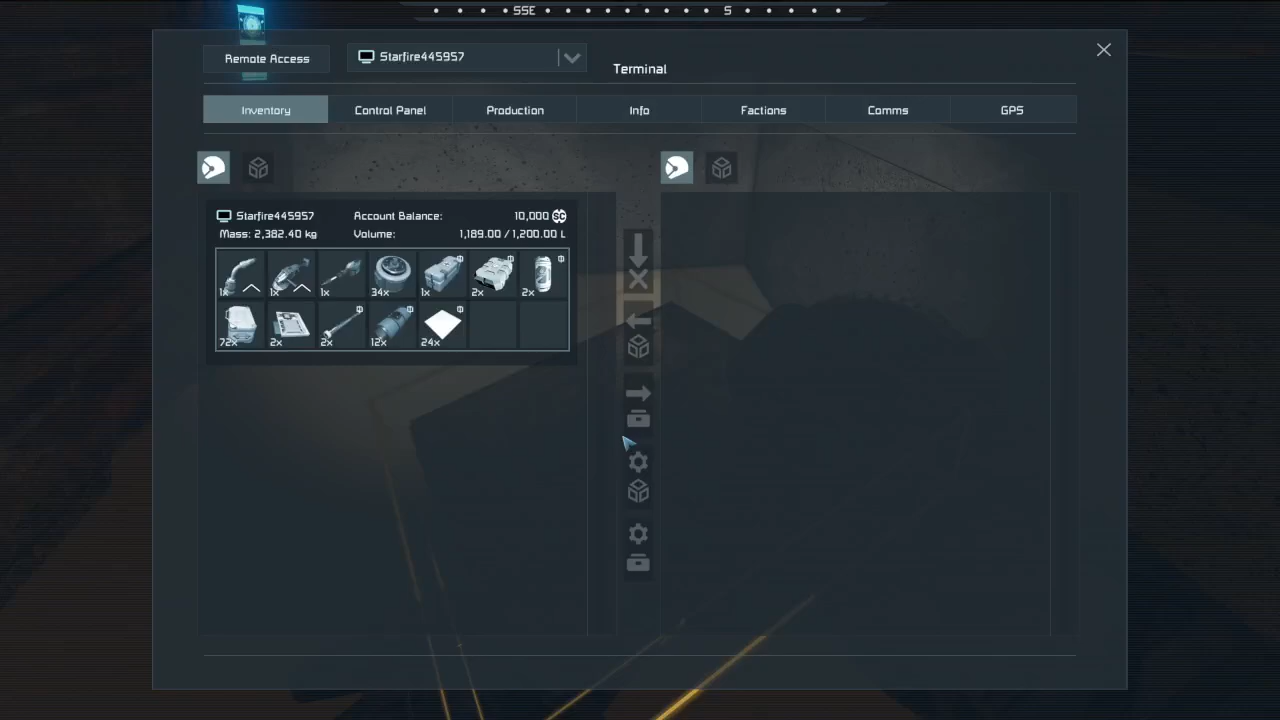 SSE S
Remote Access
Starfire445957
Terminal
Inventory Control Panel Production Info Factions Comms GPS
Starfire445957 Account Balance: 10,000 SC
Mass: 2,382.40 kg Volume: 1,189.00 / 1,200.00 L
1x 1x 1x 34x 1x 2x 2x
72x 2x 2x 12x 24x